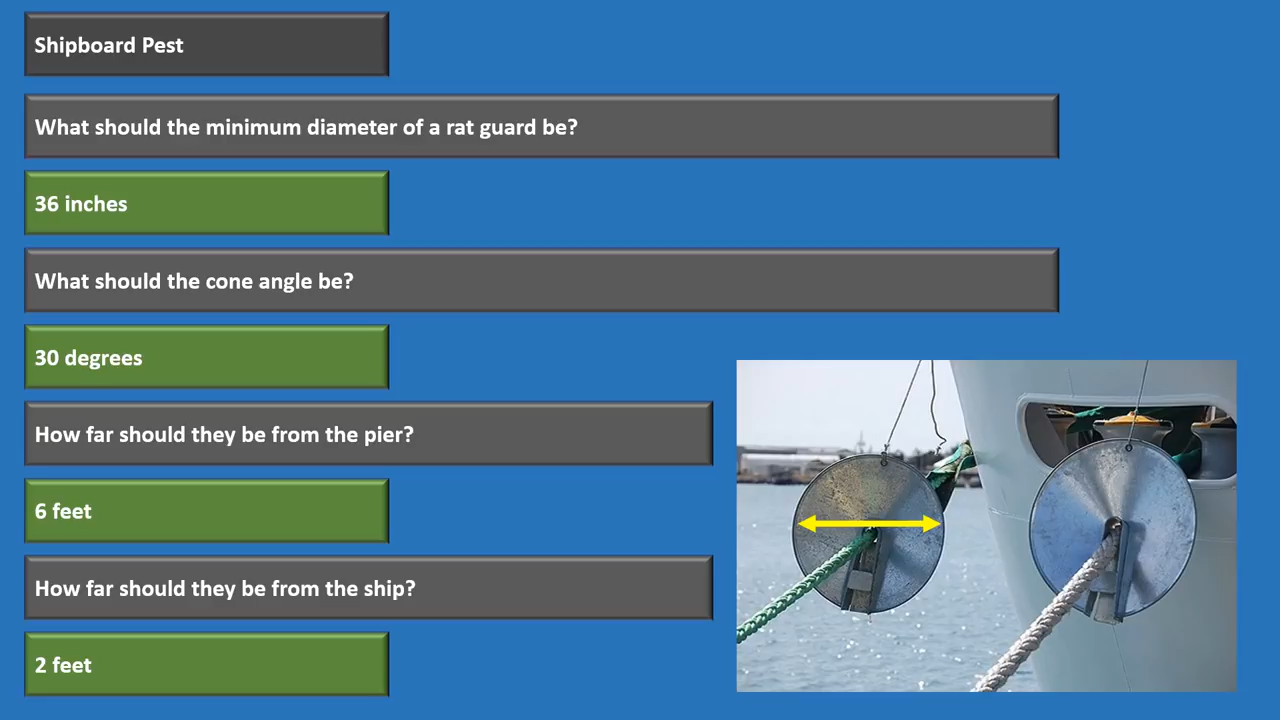 Shipboard Pest
What should the minimum diameter of a rat guard be?
36 inches
What should the cone angle be?
30 degrees
How far should they be from the pier?
6 feet
How far should they be from the ship?
2 feet